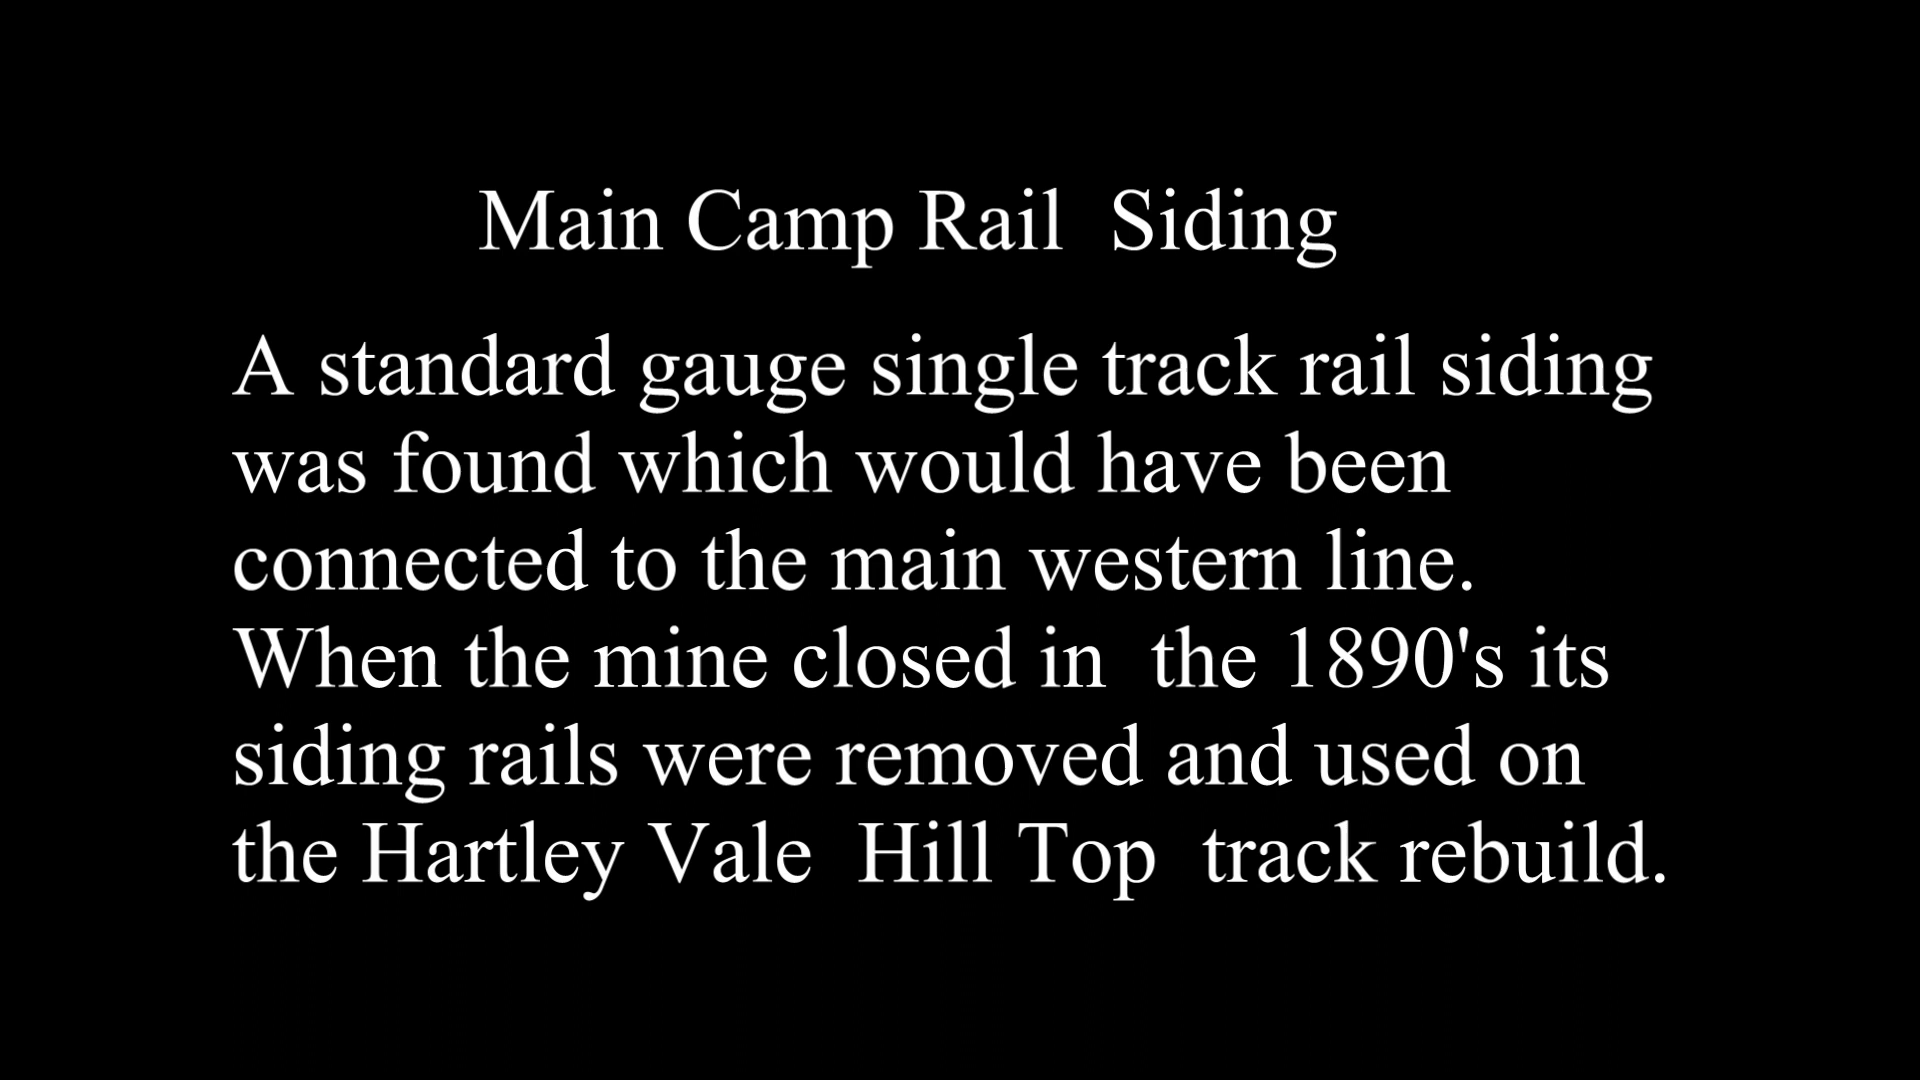 Main Camp Rail  Siding
A standard gauge single track rail siding
was found which would have been
connected to the main western line.
When the mine closed in  the 1890's its
siding rails were removed and used on
the Hartley Vale  Hill Top  track rebuild.